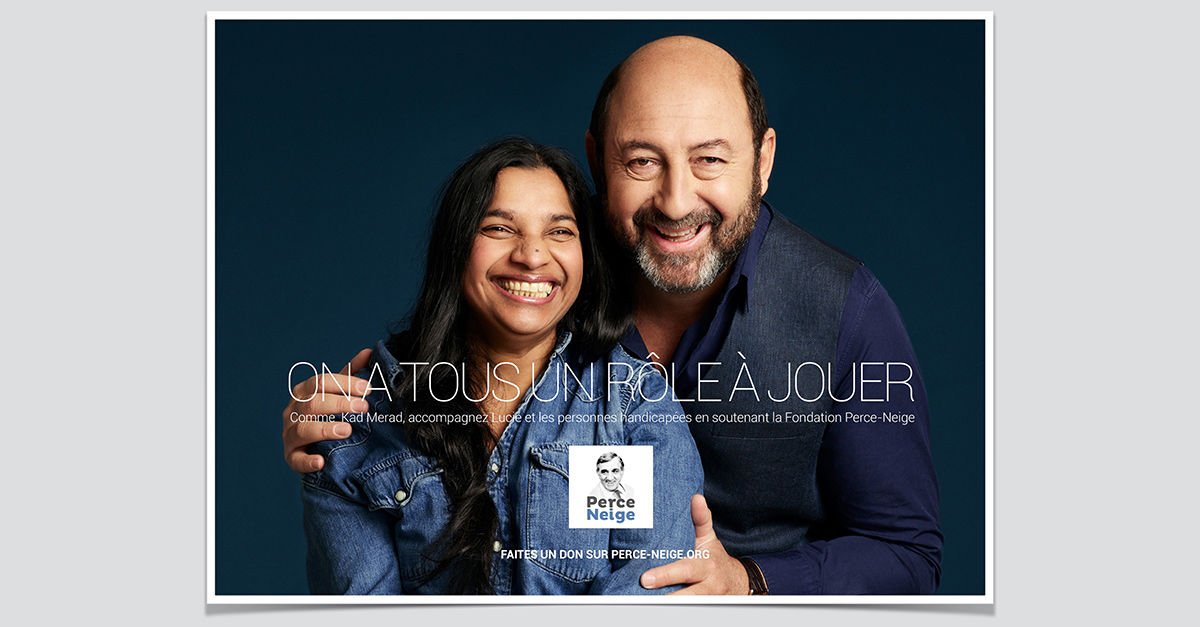 ON A TOUS UN RÔLE À JOUER
Comme Kad Merad, accompagnez Lucie et les personnes handicapées en soutenant la Fondation Perce-Neige
Perce
Neige
FAITES UN DON SUR PERCE-NEIGE.ORG